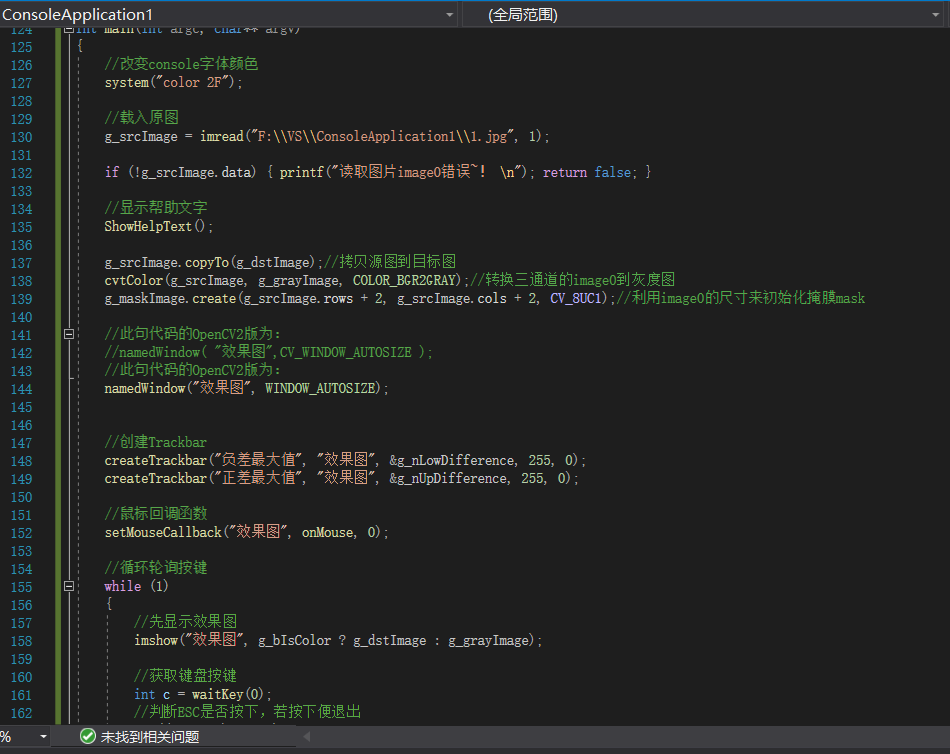 ConsoleApplication1 (全局范围)
124 int main(int argc, char** argv)
125 {
126 //改变console字体颜色
127 system("color 2F");
128
129 //载入原图
130 g_srcImage = imread("F:\\VS\\ConsoleApplication1\\1.jpg", 1);
131
132 if (!g_srcImage.data) { printf("读取图片image0错误~! \n"); return false; }
133
134 //显示帮助文字
135 ShowHelpText();
136
137 g_srcImage.copyTo(g_dstImage);//拷贝源图到目标图
138 cvtColor(g_srcImage, g_grayImage, COLOR_BGR2GRAY);//转换三通道的image0到灰度图
139 g_maskImage.create(g_srcImage.rows + 2, g_srcImage.cols + 2, CV_8UC1);//利用image0的尺寸来初始化掩膜mask
140
141 //此句代码的OpenCV2版为:
142 //namedWindow( "效果图",CV_WINDOW_AUTOSIZE );
143 //此句代码的OpenCV2版为:
144 namedWindow("效果图", WINDOW_AUTOSIZE);
145
146
147 //创建Trackbar
148 createTrackbar("负差最大值", "效果图", &g_nLowDifference, 255, 0);
149 createTrackbar("正差最大值", "效果图", &g_nUpDifference, 255, 0);
150
151 //鼠标回调函数
152 setMouseCallback("效果图", onMouse, 0);
153
154 //循环轮询按键
155 while (1)
156 {
157 //先显示效果图
158 imshow("效果图", g_bIsColor ? g_dstImage : g_grayImage);
159
160 //获取键盘按键
161 int c = waitKey(0);
162 //判断ESC是否按下，若按下便退出
% 未找到相关问题